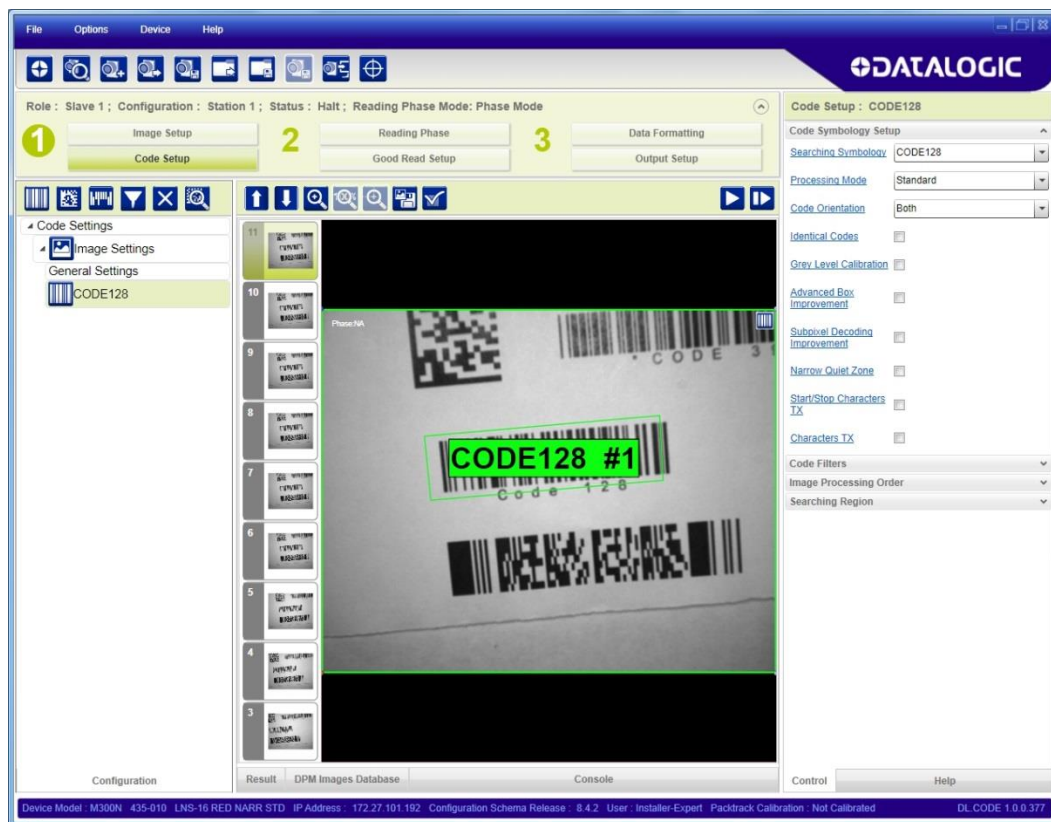 File Options Device Help
DATALOGIC
Role : Slave 1 ; Configuration : Station 1 ; Status : Halt ; Reading Phase Mode: Phase Mode
1 Image Setup 2 Reading Phase 3 Data Formatting
Code Setup Good Read Setup Output Setup
Code Settings
Image Settings
General Settings
CODE128
11
10
9
8
7
6
5
4
3
Phase:NA
* CODE 39
CODE128 #1
Code 128
Code Setup : CODE128
Code Symbology Setup
Searching Symbology CODE128
Processing Mode Standard
Code Orientation Both
Identical Codes
Grey Level Calibration
Advanced Box
Improvement
Subpixel Decoding
Improvement
Narrow Quiet Zone
Start/Stop Characters
TX
Characters TX
Code Filters
Image Processing Order
Searching Region
Configuration
Result DPM Images Database Console
Control Help
Device Model : M300N 435-010 LNS-16 RED NARR STD IP Address : 172.27.101.192 Configuration Schema Release : 8.4.2 User : Installer-Expert Packtrack Calibration : Not Calibrated DL.CODE 1.0.0.377